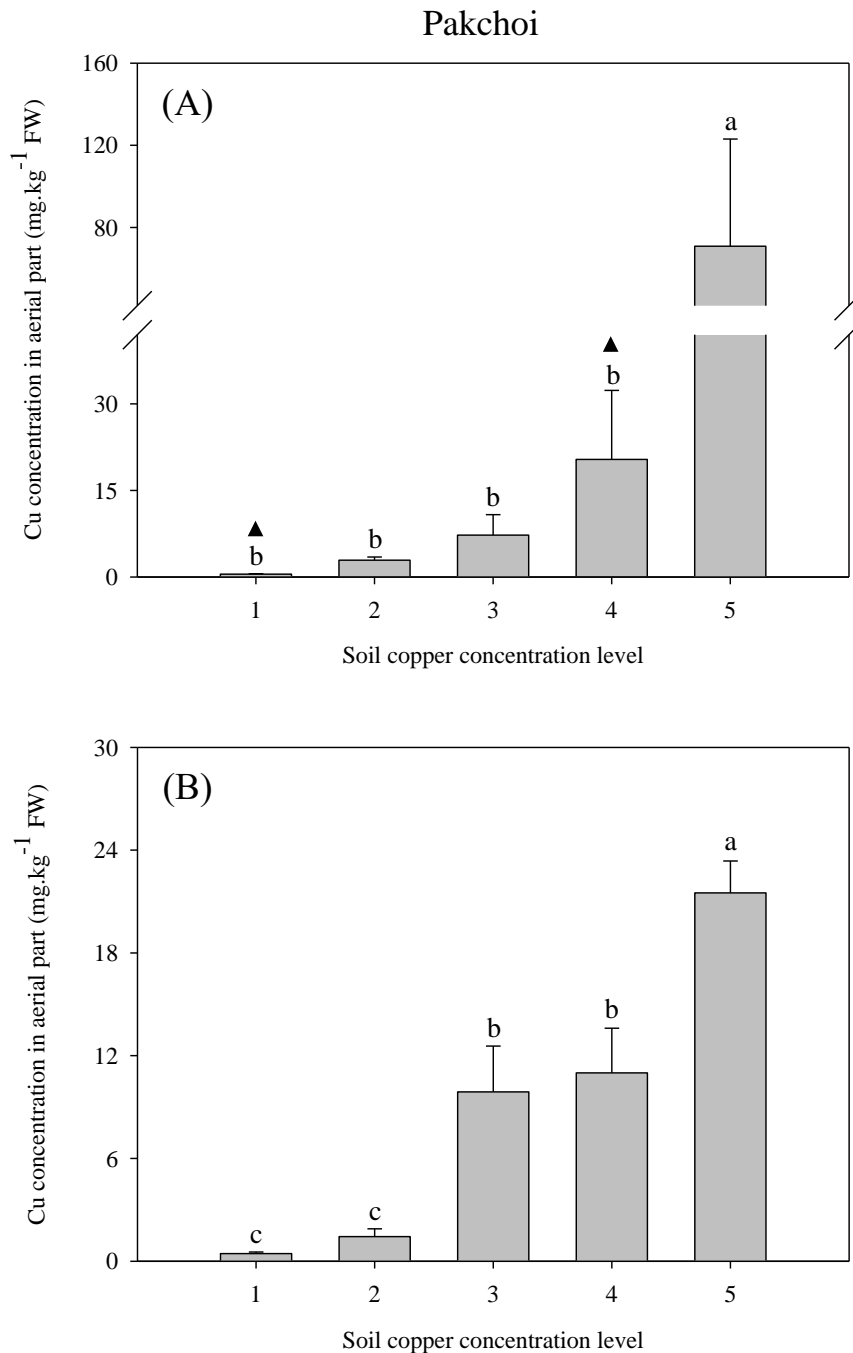 Pakchoi
(A)
Cu concentration in aerial part (mg.kg⁻¹ FW)
160
120
80
30
15
0
a
▲
b
b
b
▲
b
1 2 3 4 5
Soil copper concentration level
(B)
Cu concentration in aerial part (mg.kg⁻¹ FW)
30
24
18
12
6
0
a
b
b
c
c
1 2 3 4 5
Soil copper concentration level